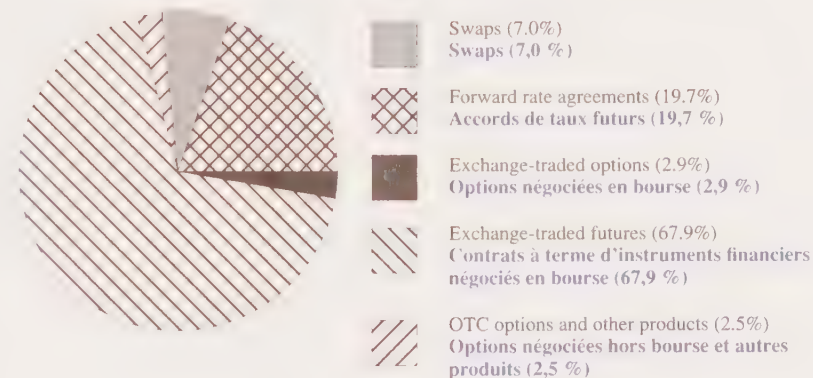 Swaps (7.0%)
Swaps (7,0 %)
Forward rate agreements (19.7%)
Accords de taux futurs (19,7 %)
Exchange-traded options (2.9%)
Options négociées en bourse (2,9 %)
Exchange-traded futures (67.9%)
Contrats à terme d'instruments financiers
négociés en bourse (67,9 %)
OTC options and other products (2.5%)
Options négociées hors bourse et autres
produits (2,5 %)